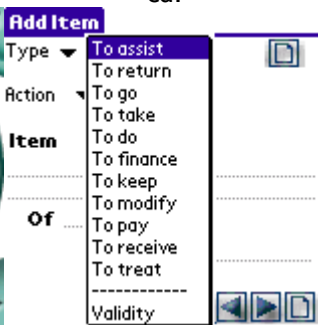 Add Item
Type To assist
To return
Action To go
To take
Item To do
To finance
To keep
To modify
Of To pay
To receive
To treat
------------
Validity